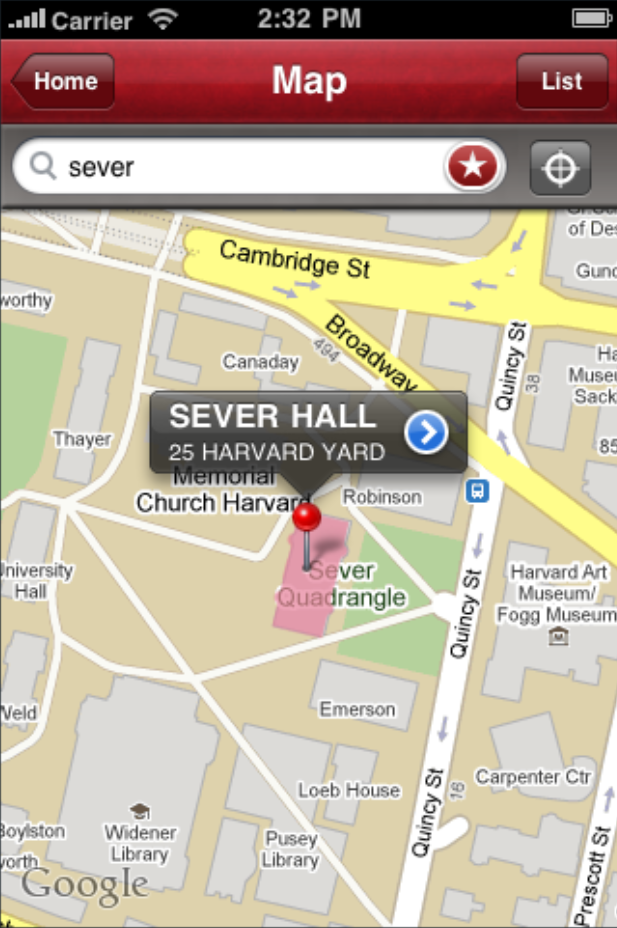 Carrier 2:32 PM
Home Map List
sever
Cambridge St
of Des
Gund
worthy
Broadway
494
Canaday
Quincy St
38
Ha
Museu
Sack
SEVER HALL
25 HARVARD YARD
Thayer
85
Memorial
Church Harvard
Robinson
University
Hall
Sever
Quadrangle
Quincy St
Harvard Art
Museum/
Fogg Museum
Weld
Emerson
Loeb House
Carpenter Ctr
Quincy St
16
Boylston
Widener
Library
Pusey
Library
worth
Google
Prescott St